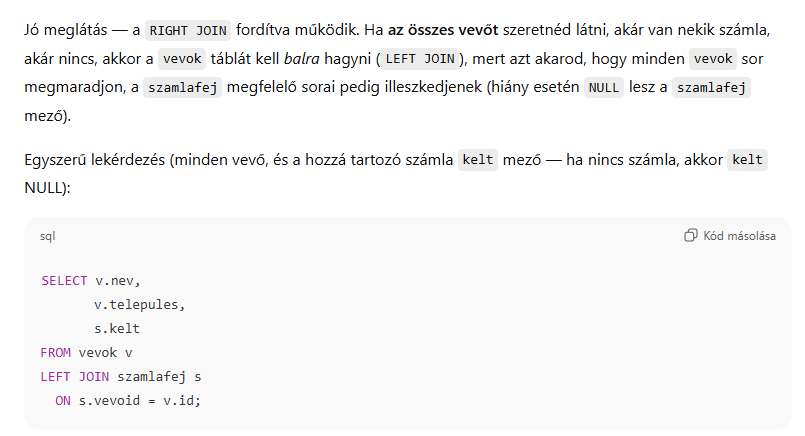 Jó meglátás — a RIGHT JOIN fordítva működik. Ha az összes vevőt szeretnéd látni, akár van nekik számla,
akár nincs, akkor a vevok táblát kell balra hagyni ( LEFT JOIN ), mert azt akarod, hogy minden vevok sor
megmaradjon, a szamlafej megfelelő sorai pedig illeszkedjenek (hiány esetén NULL lesz a szamlafej
mező).
Egyszerű lekérdezés (minden vevő, és a hozzá tartozó számla kelt mező — ha nincs számla, akkor kelt
NULL):
sql
Kód másolása
SELECT v.nev,
v.telepules,
s.kelt
FROM vevok v
LEFT JOIN szamlafej s
ON s.vevoid = v.id;